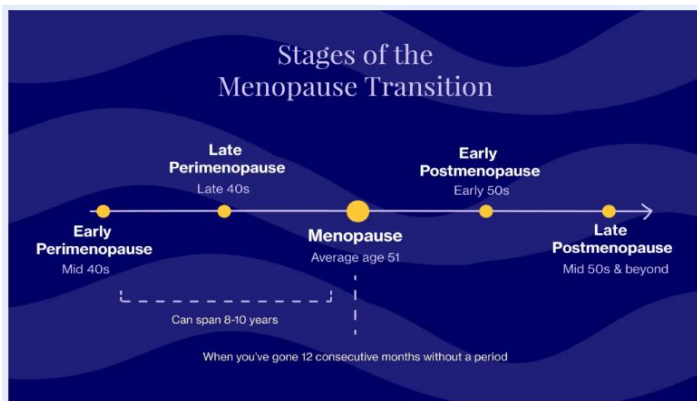 Stages of the
Menopause Transition
Late
Perimenopause
Late 40s
Early
Postmenopause
Early 50s
Early
Perimenopause
Mid 40s
Menopause
Average age 51
Late
Postmenopause
Mid 50s & beyond
Can span 8-10 years
When you've gone 12 consecutive months without a period